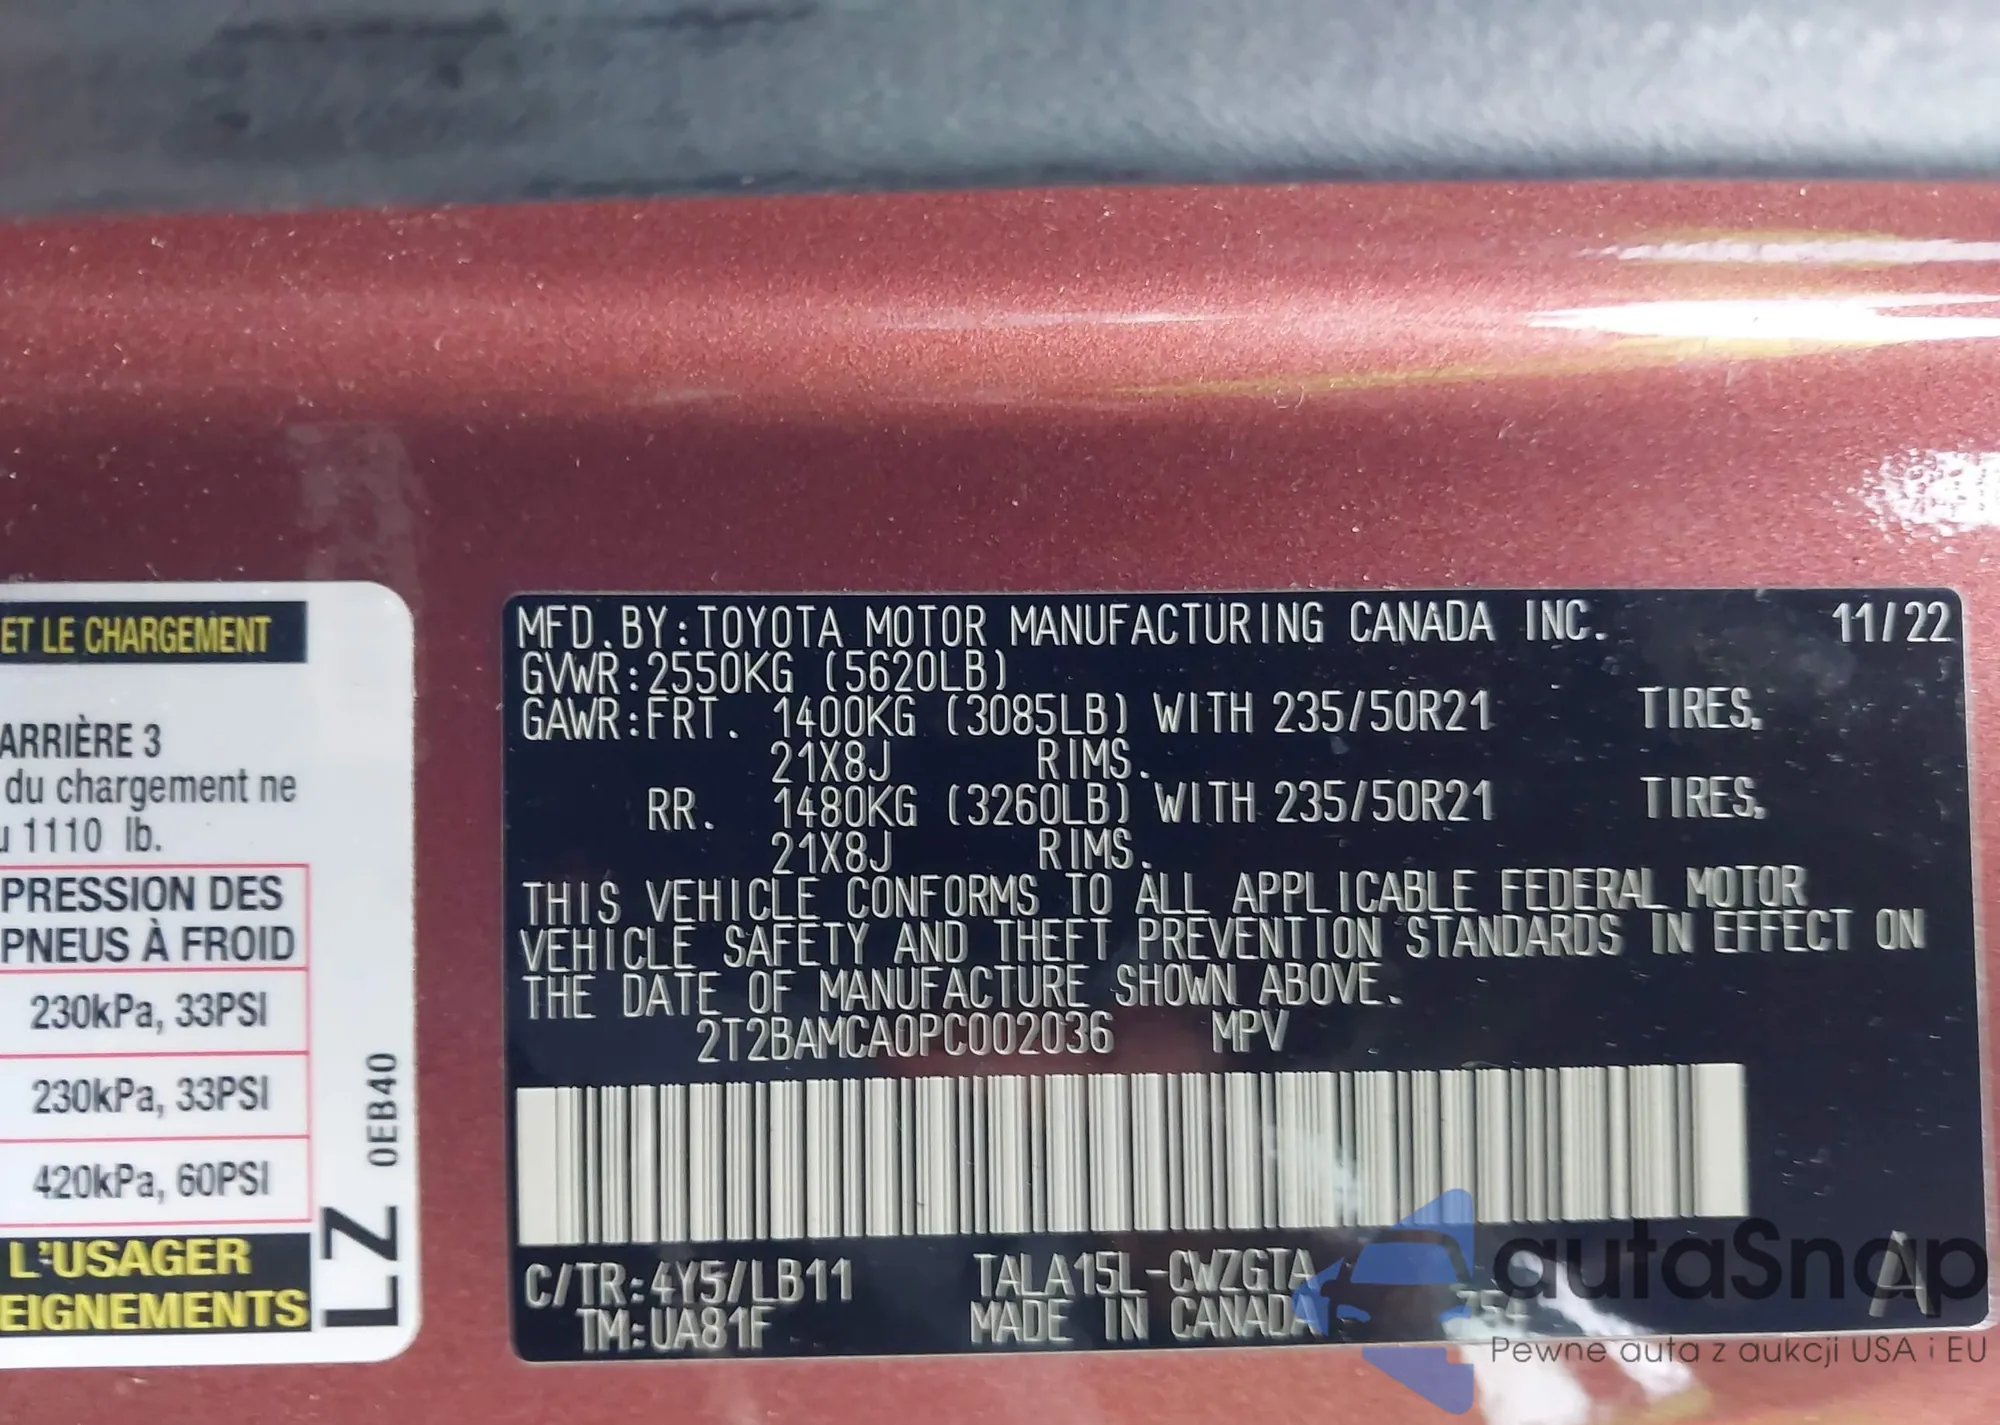 ET LE CHARGEMENT
ARRIÈRE 3
du chargement ne
1110 lb.
PRESSION DES
PNEUS À FROID
230kPa, 33PSI
230kPa, 33PSI
420kPa, 60PSI
L'USAGER
EIGNEMENTS
LZ 0EB40
MFD.BY:TOYOTA MOTOR MANUFACTURING CANADA INC. 11/22
GVWR:2550KG (5620LB)
GAWR:FRT. 1400KG (3085LB) WITH 235/50R21 TIRES,
21X8J RIMS.
RR. 1480KG (3260LB) WITH 235/50R21 TIRES,
21X8J RIMS.
THIS VEHICLE CONFORMS TO ALL APPLICABLE FEDERAL MOTOR
VEHICLE SAFETY AND THEFT PREVENTION STANDARDS IN EFFECT ON
THE DATE OF MANUFACTURE SHOWN ABOVE.
2T2BAMCA0PC002036 MPV
C/TR:4Y5/LB11 TALA15L-CWZGTA A
TM:UA81F MADE IN CANADA 754
autaSnap
Pewne auta z aukcji USA i EU